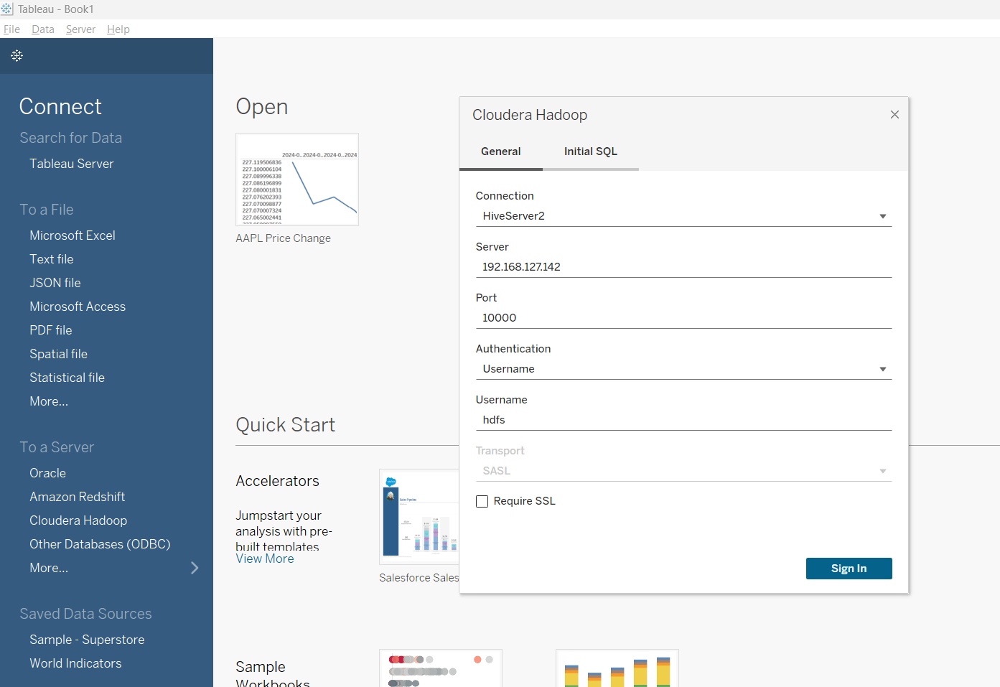 Tableau - Book1
File Data Server Help
Connect
Search for Data
Tableau Server
To a File
Microsoft Excel
Text file
JSON file
Microsoft Access
PDF file
Spatial file
Statistical file
More...
To a Server
Oracle
Amazon Redshift
Cloudera Hadoop
Other Databases (ODBC)
More...
Saved Data Sources
Sample - Superstore
World Indicators
Open
2024-0..2024-0..2024-0..2024
227.119506836
227.100006104
227.089996338
227.086196899
227.080001831
227.076202393
227.070098877
227.070007324
227.065002441
AAPL Price Change
Quick Start
Accelerators
Jumpstart your
analysis with pre-
built templates
View More
Sales Pipeline
Salesforce Sales
Sample
Workbooks
Cloudera Hadoop
General Initial SQL
Connection
HiveServer2
Server
192.168.127.142
Port
10000
Authentication
Username
Username
hdfs
Transport
SASL
Require SSL
Sign In